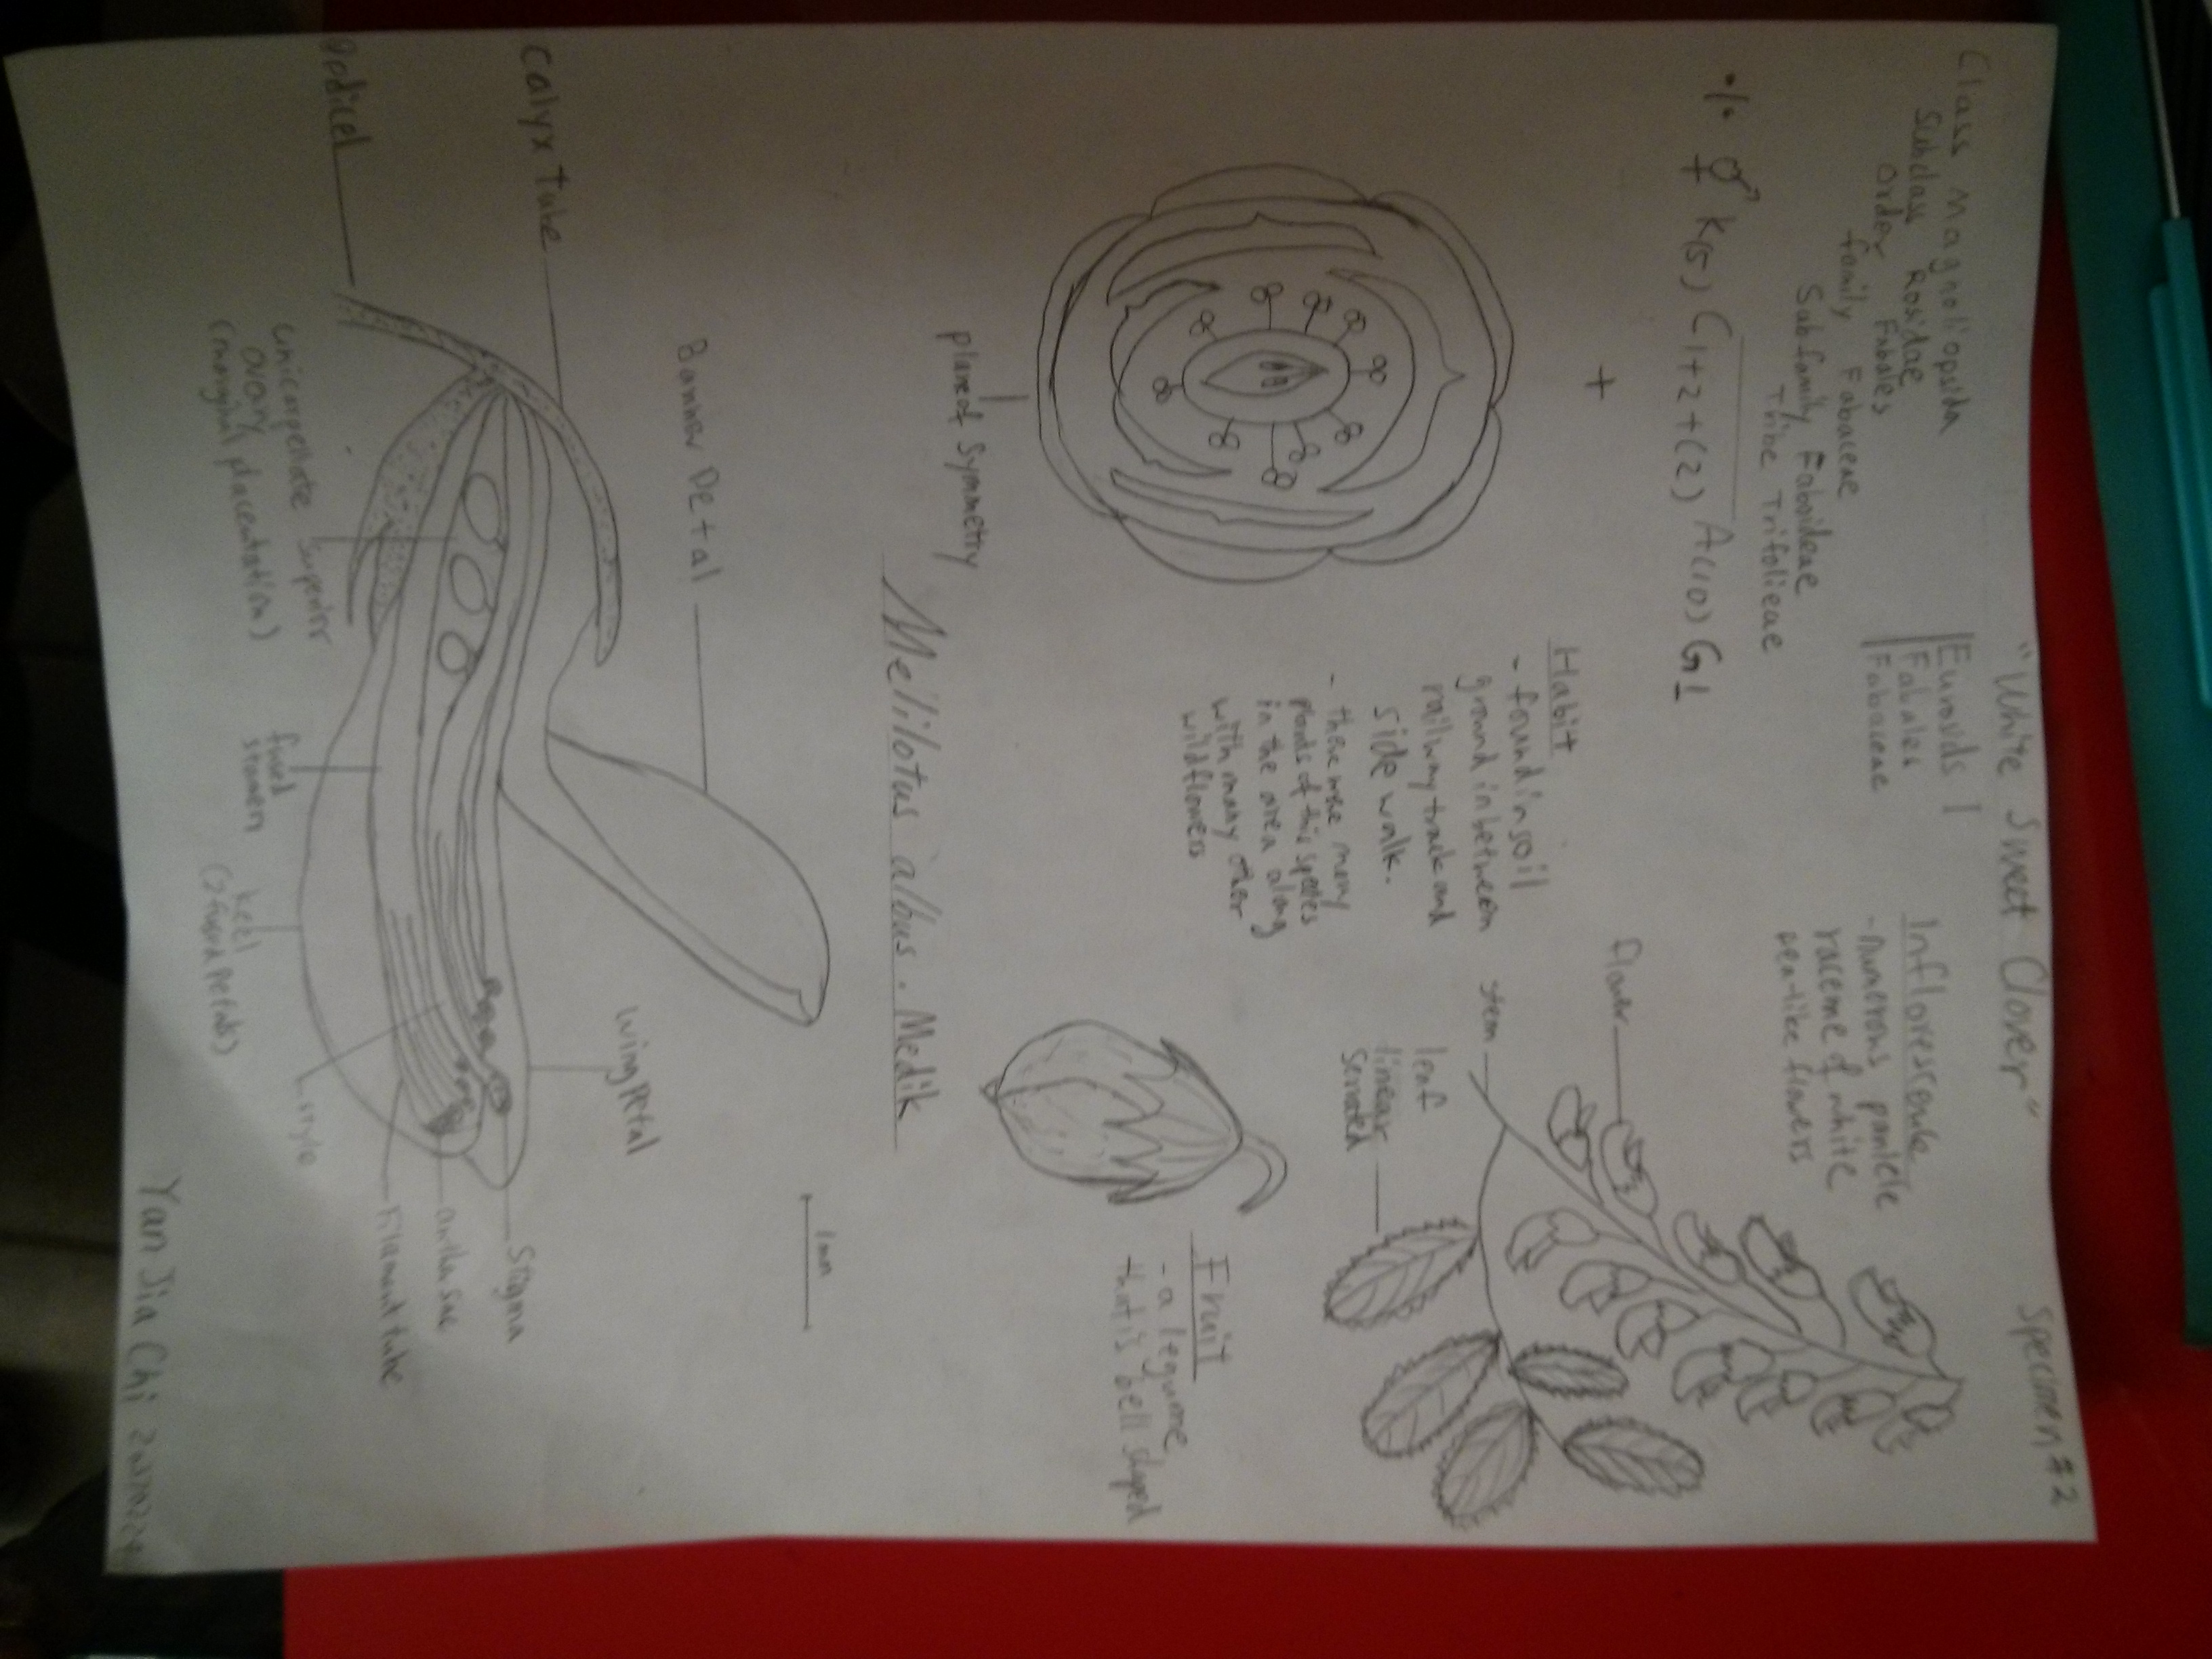 "White Sweet Clover"
Specimen #2
Class Magnoliopsida
Subclass Rosidae
Order Fabales
family Fabaceae
Subfamily Faboideae
Tribe Trifolieae
Eurosids 1
Fabales
Fabaceae
Inflorescence
- numerous panicle
raceme of white
pea-like flowers
·/· ⚥ K(5) C1+2+(2) A(10) G1
+
Habit
- found in soil
ground in between
railway track and
side walk.
- there were many
plants of this species
in the area along
with many other
wildflowers
flower
stem
leaf
linear
serrated
plane of symmetry
Fruit
- a legume
that is bell shaped
Melilotus albus. Medik
1mm
Banner Petal
calyx tube
pedicel
wing petal
Stigma
anther sac
Filament tube
style
keel
(2 fused petals)
fused
stamen
unicarpellate superior
ovary
(marginal placentation)
Yan Jia Chi